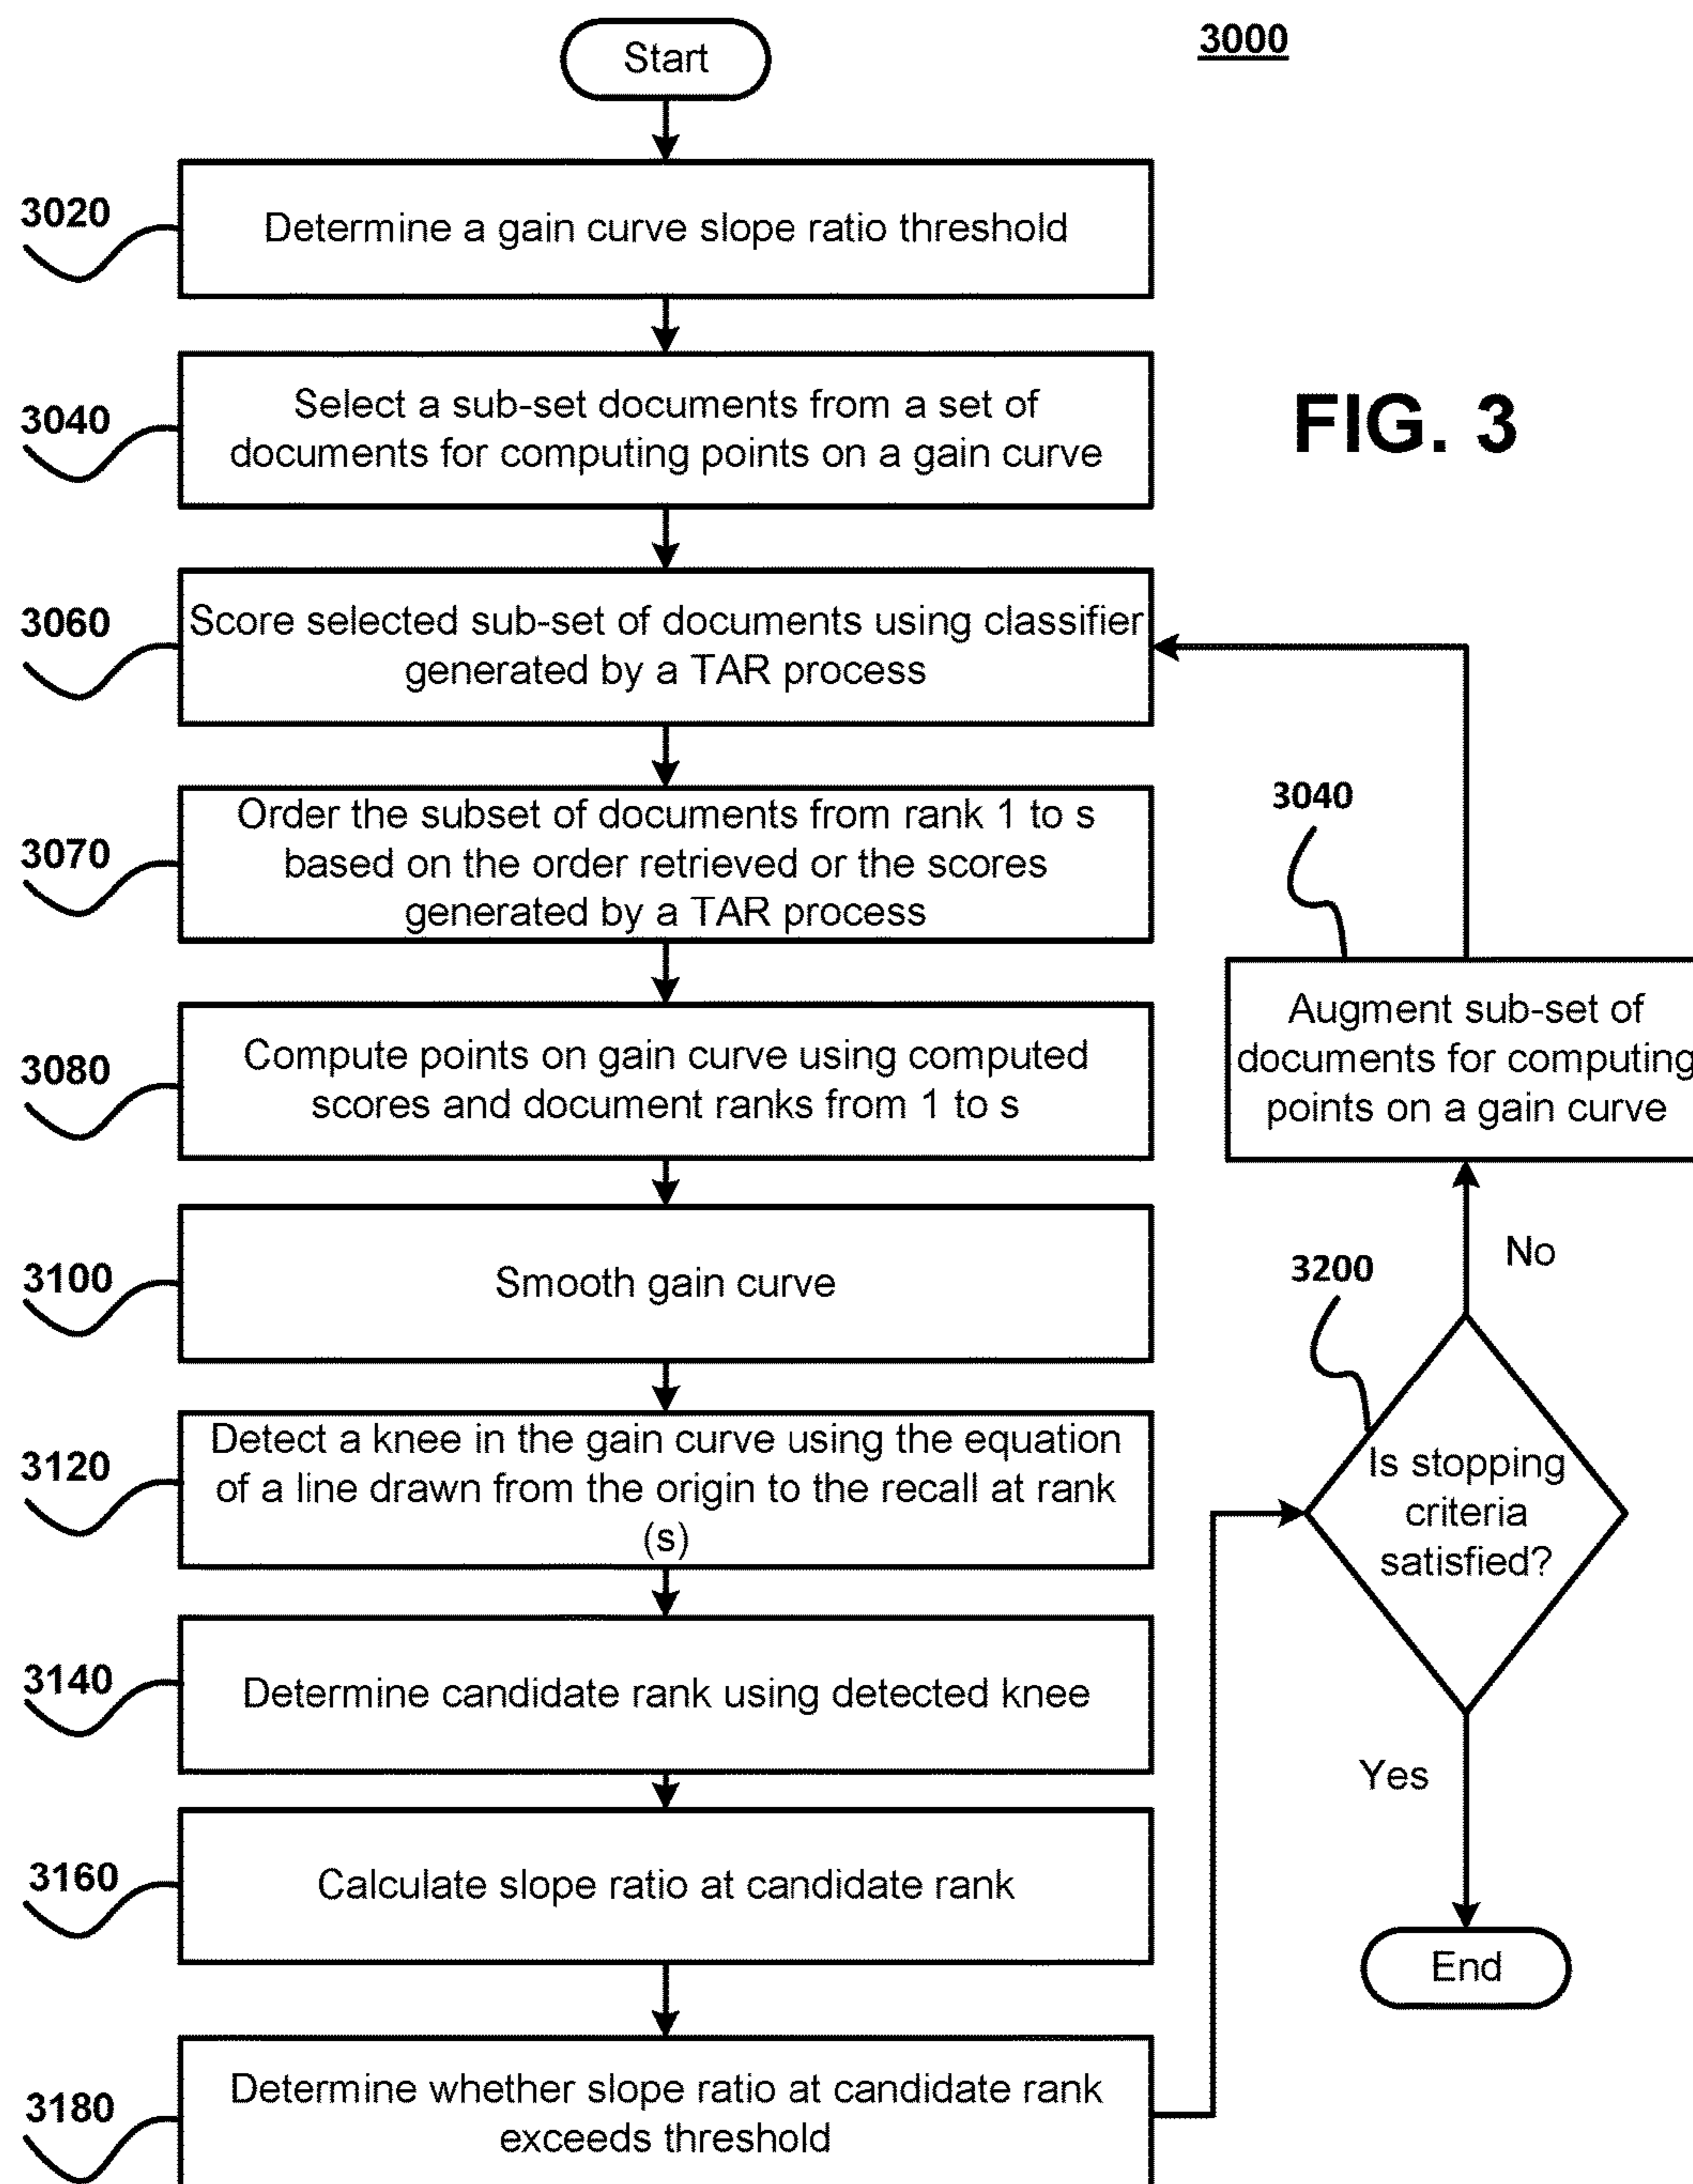 Start
3000
3020
Determine a gain curve slope ratio threshold
3040
Select a sub-set documents from a set of
documents for computing points on a gain curve
FIG. 3
3060
Score selected sub-set of documents using classifier
generated by a TAR process
3070
Order the subset of documents from rank 1 to s
based on the order retrieved or the scores
generated by a TAR process
3080
Compute points on gain curve using computed
scores and document ranks from 1 to s
3100
Smooth gain curve
3120
Detect a knee in the gain curve using the equation
of a line drawn from the origin to the recall at rank
(s)
3140
Determine candidate rank using detected knee
3160
Calculate slope ratio at candidate rank
3180
Determine whether slope ratio at candidate rank
exceeds threshold
3040
Augment sub-set of
documents for computing
points on a gain curve
No
3200
Is stopping
criteria
satisfied?
Yes
End